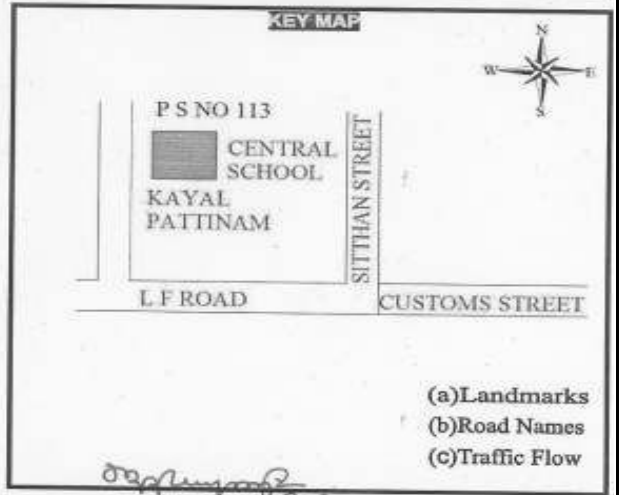 KEY MAP
N
W E
S
P S NO 113
CENTRAL
SCHOOL
KAYAL
PATTINAM
SITTHAN STREET
L F ROAD
CUSTOMS STREET
(a)Landmarks
(b)Road Names
(c)Traffic Flow